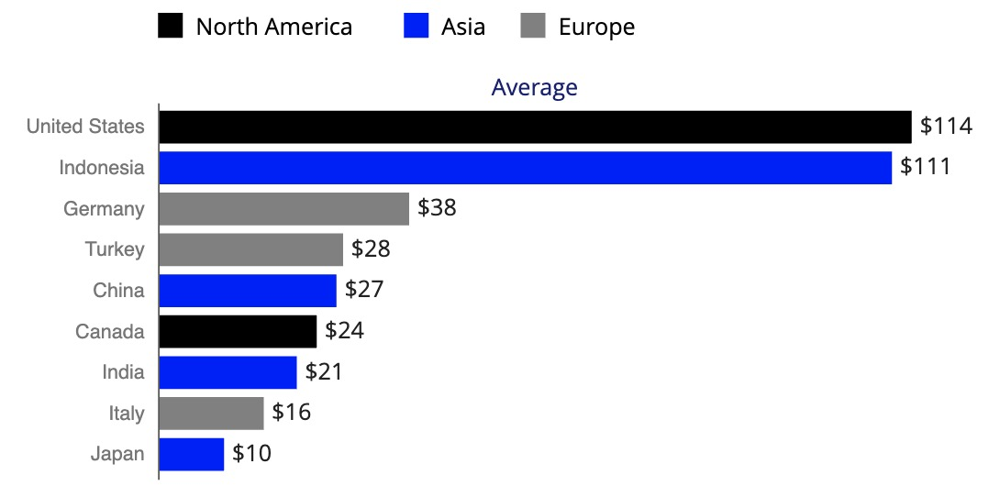 North America Asia Europe
Average
United States $114
Indonesia $111
Germany $38
Turkey $28
China $27
Canada $24
India $21
Italy $16
Japan $10